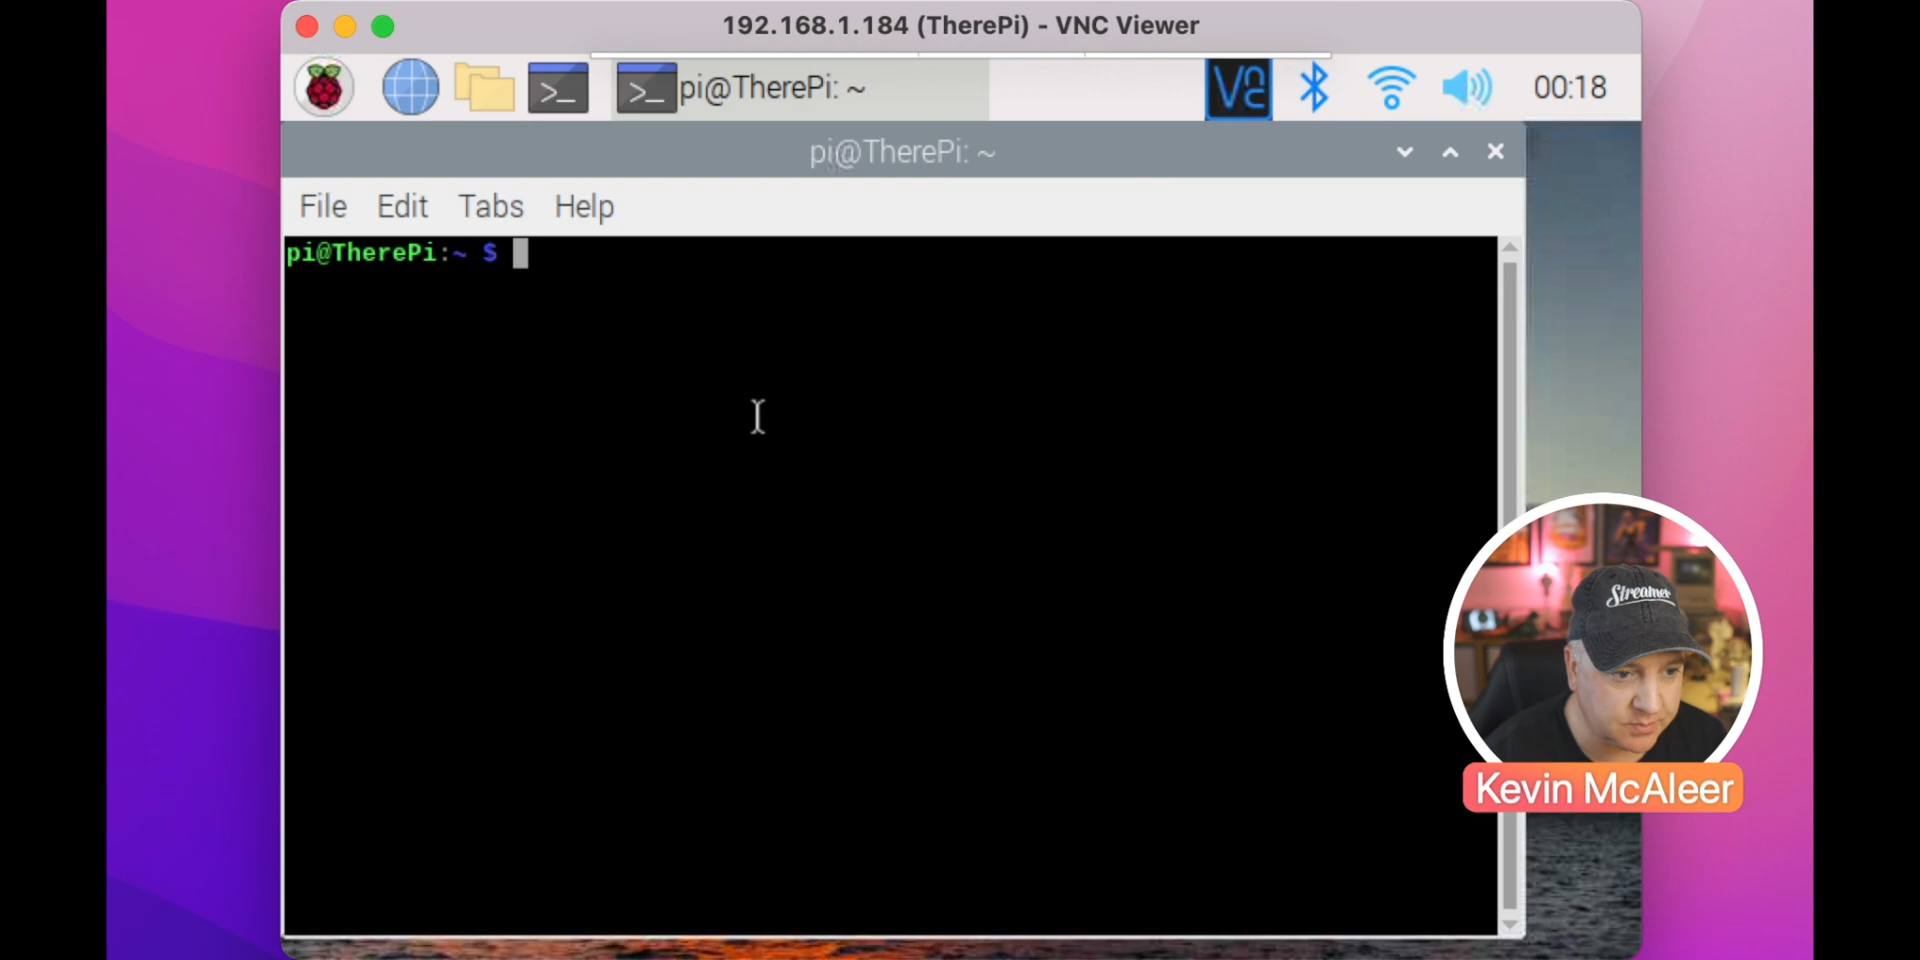 192.168.1.184 (TherePi) - VNC Viewer
>_ >_ pi@TherePi: ~ VNC 00:18
pi@TherePi: ~
File Edit Tabs Help
pi@TherePi:~ $
Streamer
Kevin McAleer